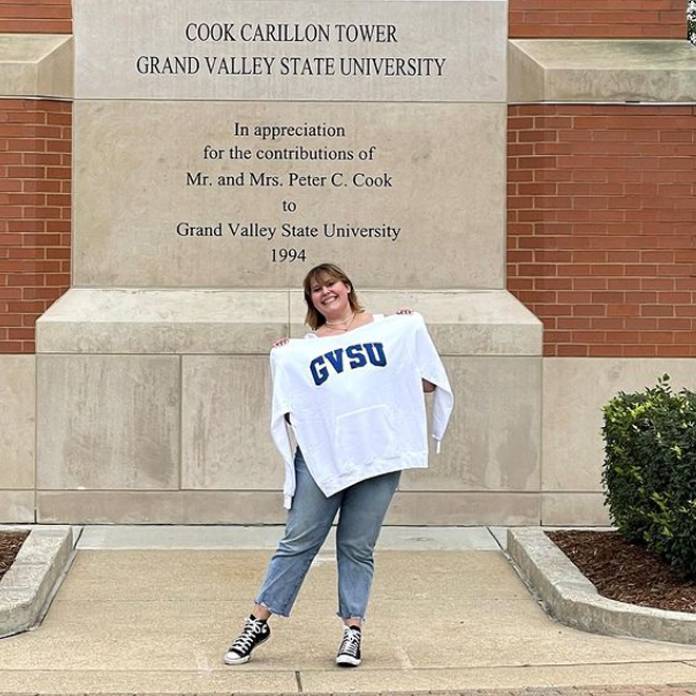 COOK CARILLON TOWER
GRAND VALLEY STATE UNIVERSITY
In appreciation
for the contributions of
Mr. and Mrs. Peter C. Cook
to
Grand Valley State University
1994
GVSU